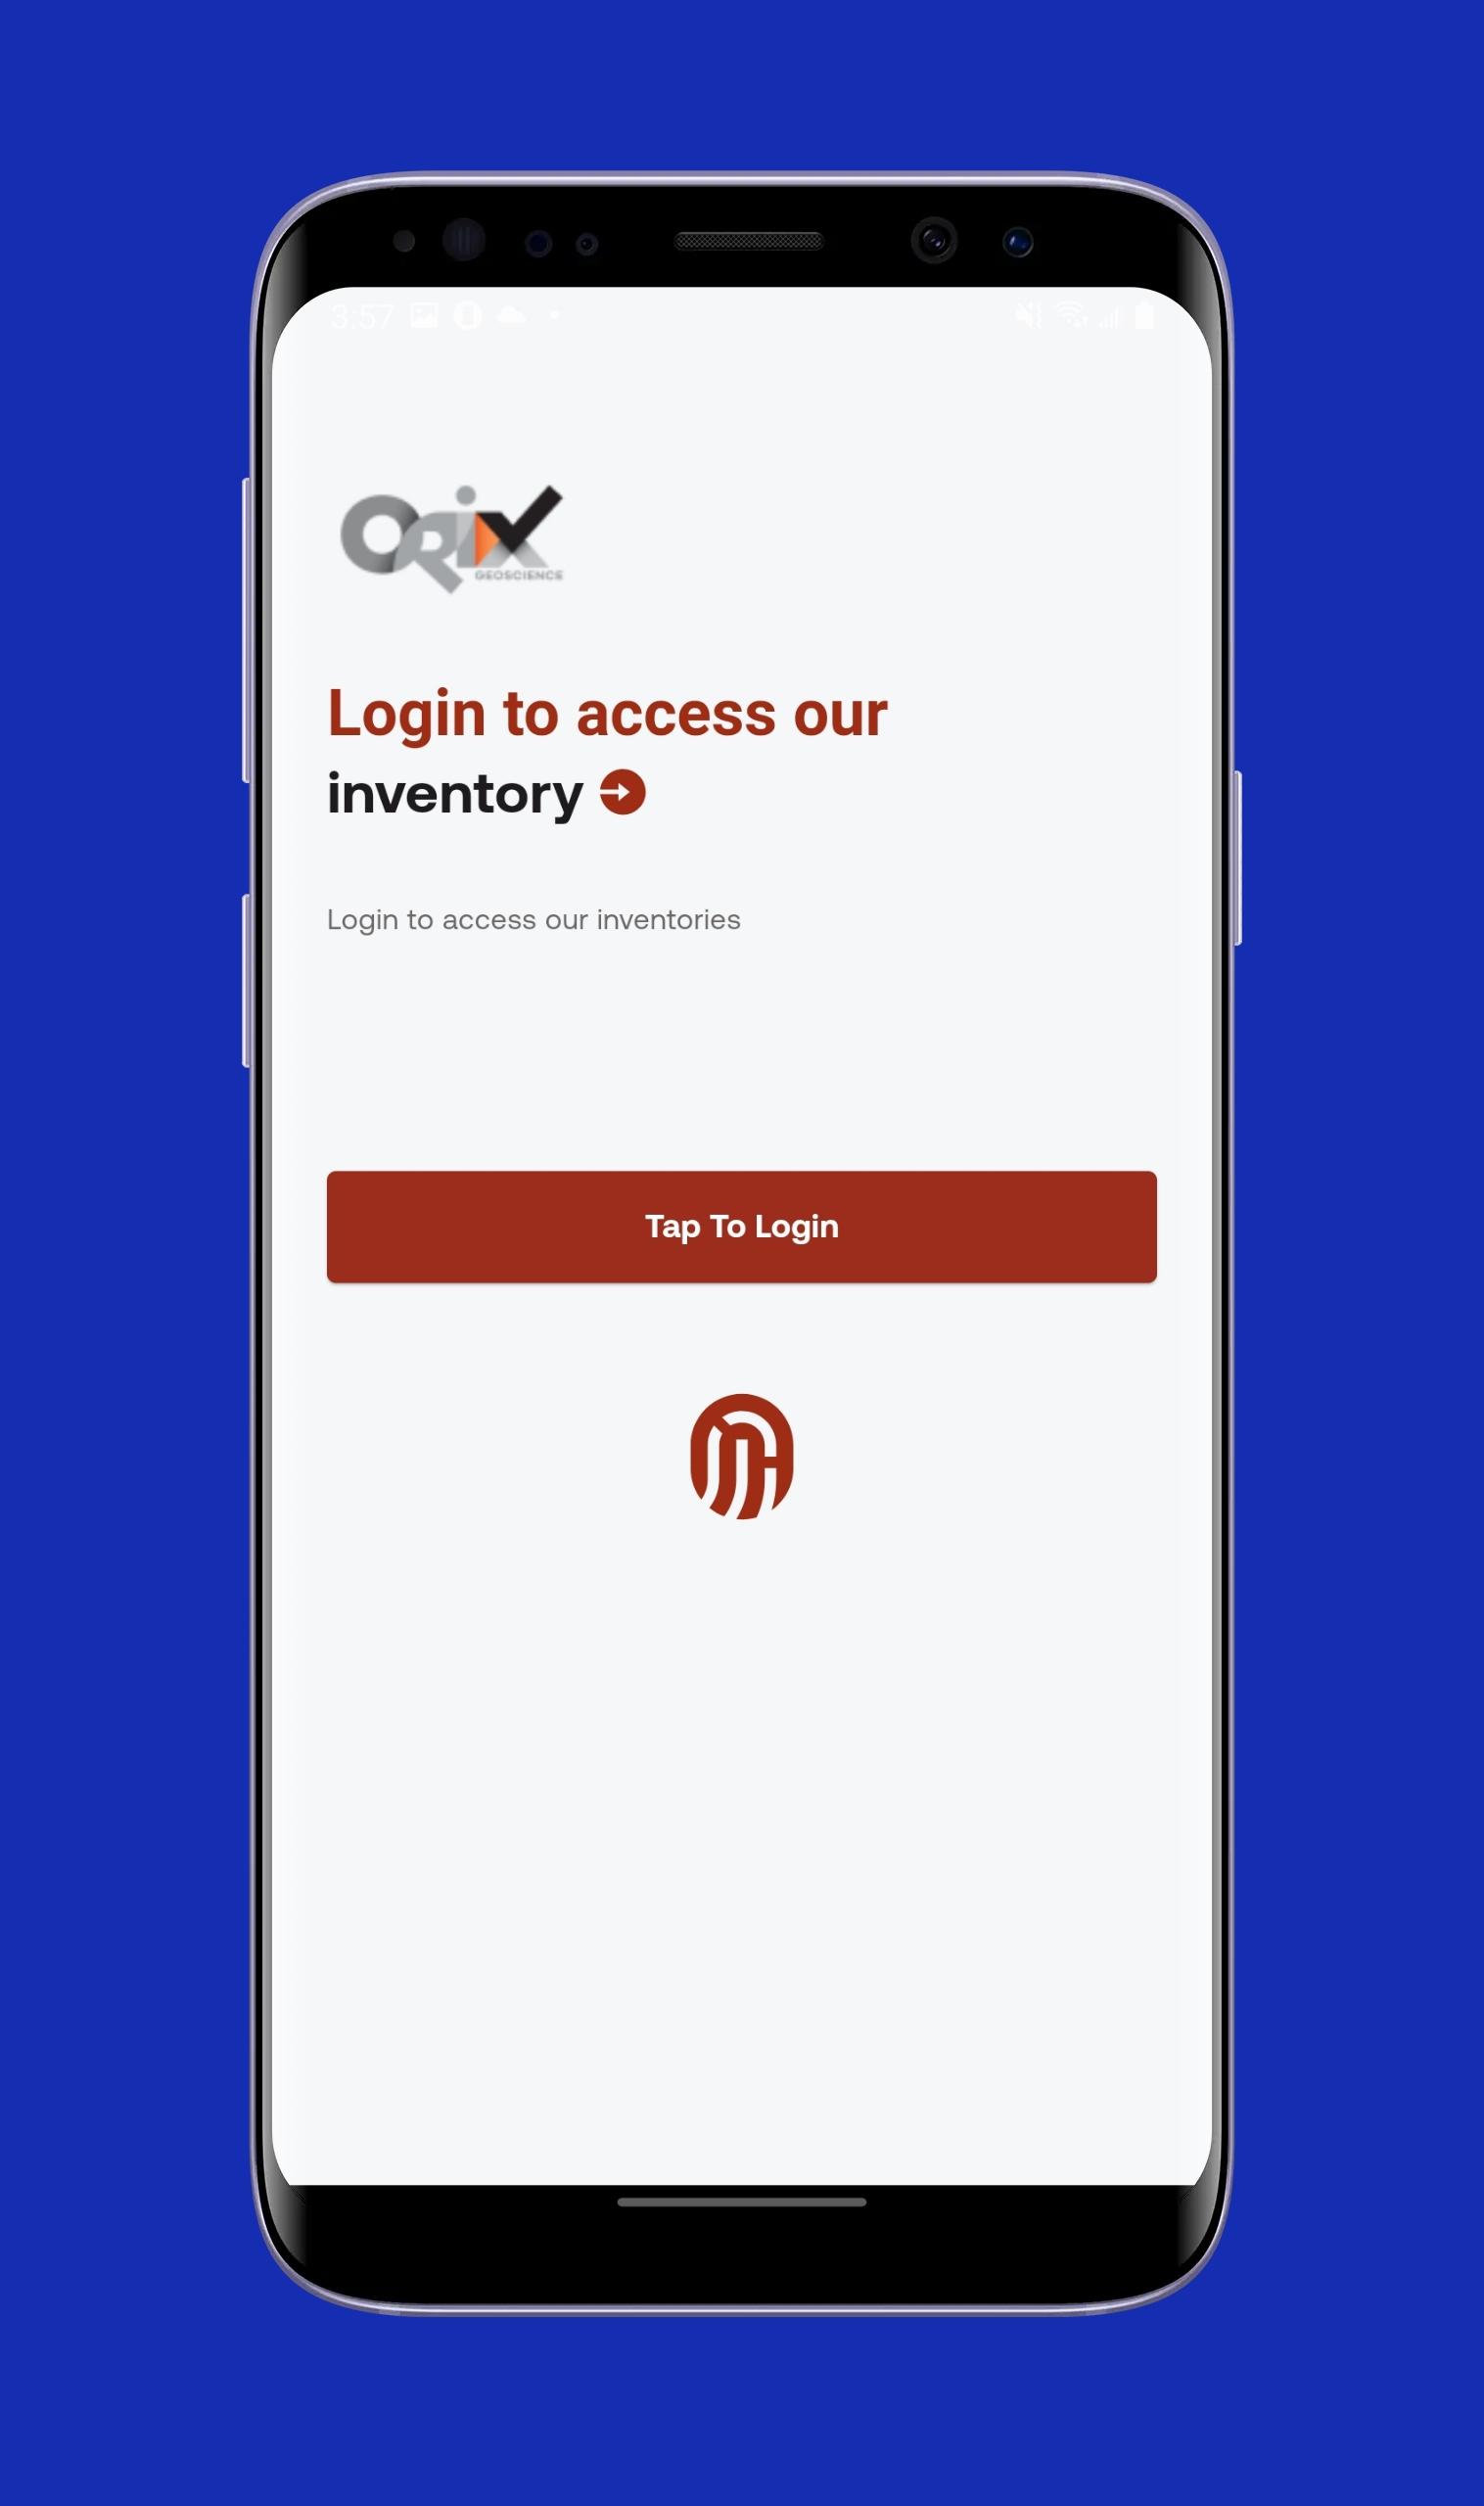 3:57
ORIX
GEOSCIENCE
Login to access our
inventory
Login to access our inventories
Tap To Login